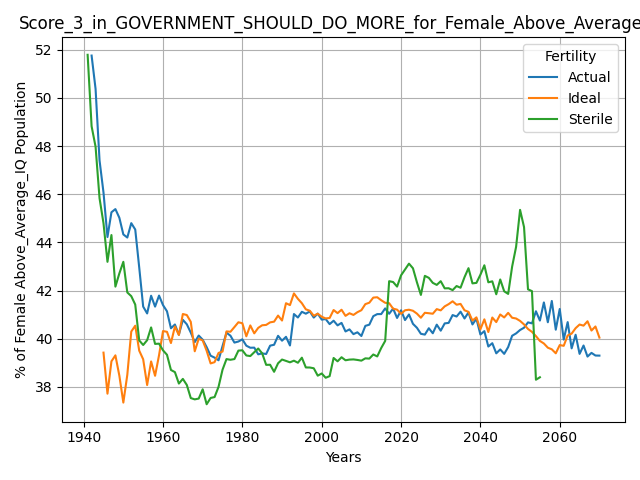 Score_3_in_GOVERNMENT_SHOULD_DO_MORE_for_Female_Above_Average
% of Female Above_Average_IQ Population
52
50
48
46
44
42
40
38
Fertility
Actual
Ideal
Sterile
1940 1960 1980 2000 2020 2040 2060
Years